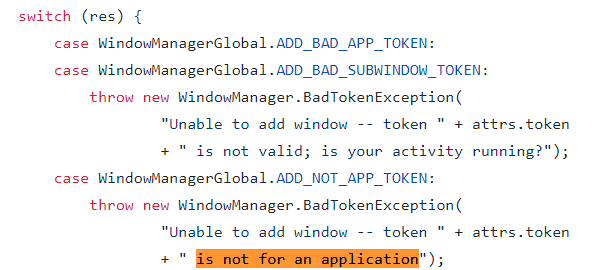 switch (res) {
case WindowManagerGlobal.ADD_BAD_APP_TOKEN:
case WindowManagerGlobal.ADD_BAD_SUBWINDOW_TOKEN:
throw new WindowManager.BadTokenException(
"Unable to add window -- token " + attrs.token
+ " is not valid; is your activity running?");
case WindowManagerGlobal.ADD_NOT_APP_TOKEN:
throw new WindowManager.BadTokenException(
"Unable to add window -- token " + attrs.token
+ " is not for an application");